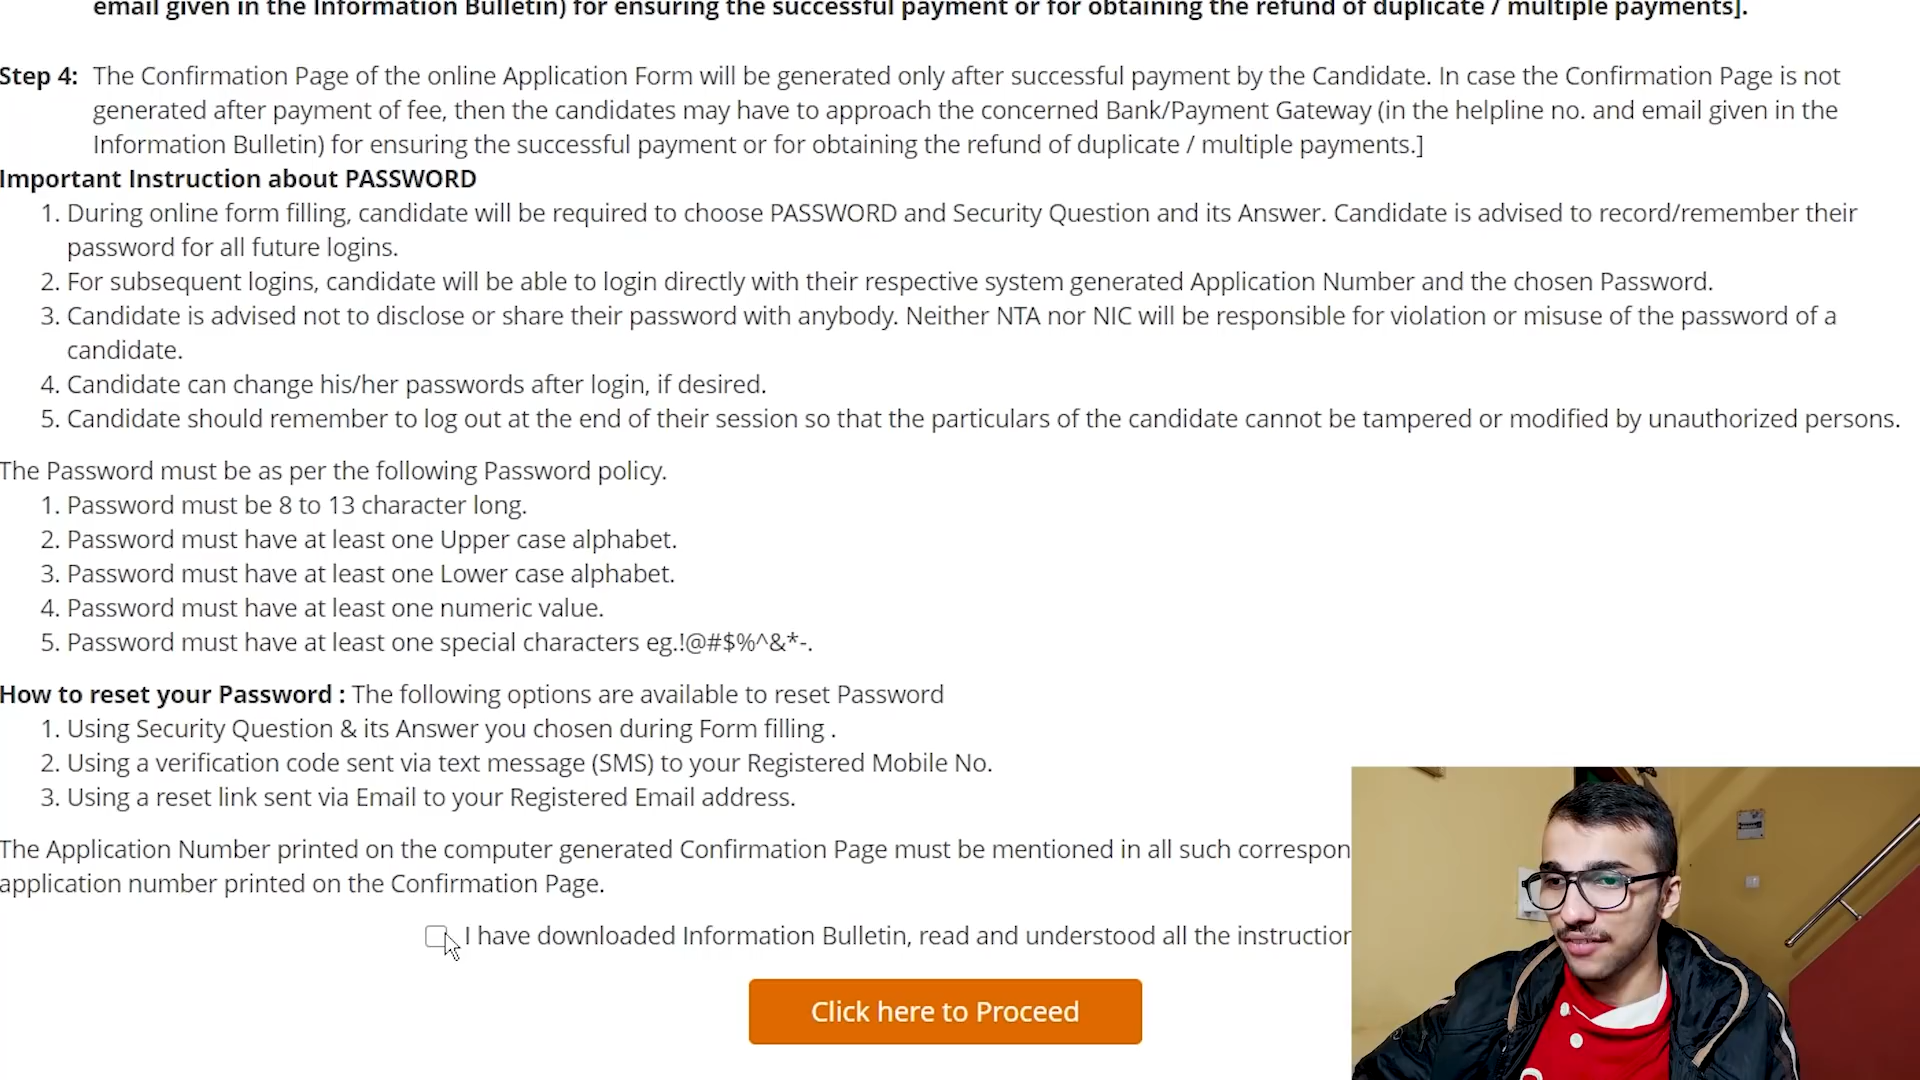 email given in the Information Bulletin) for ensuring the successful payment or for obtaining the refund of duplicate / multiple payments].
Step 4: The Confirmation Page of the online Application Form will be generated only after successful payment by the Candidate. In case the Confirmation Page is not
generated after payment of fee, then the candidates may have to approach the concerned Bank/Payment Gateway (in the helpline no. and email given in the
Information Bulletin) for ensuring the successful payment or for obtaining the refund of duplicate / multiple payments.]
Important Instruction about PASSWORD
1. During online form filling, candidate will be required to choose PASSWORD and Security Question and its Answer. Candidate is advised to record/remember their
password for all future logins.
2. For subsequent logins, candidate will be able to login directly with their respective system generated Application Number and the chosen Password.
3. Candidate is advised not to disclose or share their password with anybody. Neither NTA nor NIC will be responsible for violation or misuse of the password of a
candidate.
4. Candidate can change his/her passwords after login, if desired.
5. Candidate should remember to log out at the end of their session so that the particulars of the candidate cannot be tampered or modified by unauthorized persons.
The Password must be as per the following Password policy.
1. Password must be 8 to 13 character long.
2. Password must have at least one Upper case alphabet.
3. Password must have at least one Lower case alphabet.
4. Password must have at least one numeric value.
5. Password must have at least one special characters eg.!@#$%^&*-.
How to reset your Password : The following options are available to reset Password
1. Using Security Question & its Answer you chosen during Form filling .
2. Using a verification code sent via text message (SMS) to your Registered Mobile No.
3. Using a reset link sent via Email to your Registered Email address.
The Application Number printed on the computer generated Confirmation Page must be mentioned in all such correspon
application number printed on the Confirmation Page.
I have downloaded Information Bulletin, read and understood all the instruction
Click here to Proceed